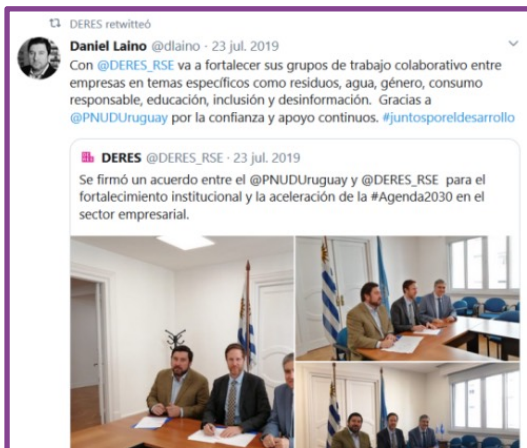 DERES retwitteó
Daniel Laino @dlaino · 23 jul. 2019
Con @DERES_RSE va a fortalecer sus grupos de trabajo colaborativo entre
empresas en temas específicos como residuos, agua, género, consumo
responsable, educación, inclusión y desinformación. Gracias a
@PNUDUruguay por la confianza y apoyo continuos. #juntosporeldesarrollo
DERES @DERES_RSE · 23 jul. 2019
Se firmó un acuerdo entre el @PNUDUruguay y @DERES_RSE para el
fortalecimiento institucional y la aceleración de la #Agenda2030 en el
sector empresarial.